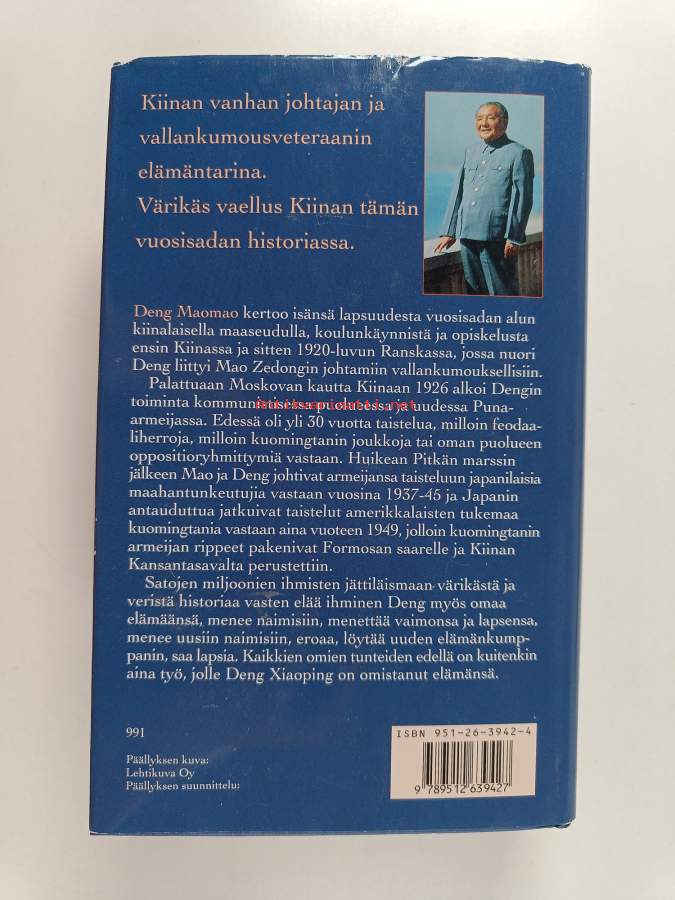 Kiinan vanhan johtajan ja
vallankumousveteraanin
elämäntarina.
Värikäs vaellus Kiinan tämän
vuosisadan historiassa.
Deng Maomao kertoo isänsä lapsuudesta vuosisadan alun
kiinalaisella maaseudulla, koulunkäynnistä ja opiskelusta
ensin Kiinassa ja sitten 1920-luvun Ranskassa, jossa nuori
Deng liittyi Mao Zedongin johtamiin vallankumouksellisiin.
Palattuaan Moskovan kautta Kiinaan 1926 alkoi Dengin
toiminta kommunistisessa puolueessa ja uudessa Puna-
armeijassa. Edessä oli yli 30 vuotta taistelua, milloin feodaa-
liherroja, milloin kuomingtanin joukkoja tai oman puolueen
oppositioryhmittymiä vastaan. Huikean Pitkän marssin
jälkeen Mao ja Deng johtivat armeijansa taisteluun japanilaisia
maahantunkeutujia vastaan vuosina 1937-45 ja Japanin
antauduttua jatkuivat taistelut amerikkalaisten tukemaa
kuomingtania vastaan aina vuoteen 1949, jolloin kuomingtanin
armeijan rippeet pakenivat Formosan saarelle ja Kiinan
Kansantasavalta perustettiin.
Satojen miljoonien ihmisten jättiläismaan värikästä ja
veristä historiaa vasten elää ihminen Deng myös omaa
elämäänsä, menee naimisiin, menettää vaimonsa ja lapsensa,
menee uusiin naimisiin, eroaa, löytää uuden elämänkump-
panin, saa lapsia. Kaikkien omien tunteiden edellä on kuitenkin
aina työ, jolle Deng Xiaoping on omistanut elämänsä.
991
Päällyksen kuva:
Lehtikuva Oy
Päällyksen suunnittelu:
ISBN 951-26-3942-4
9 789512 639427